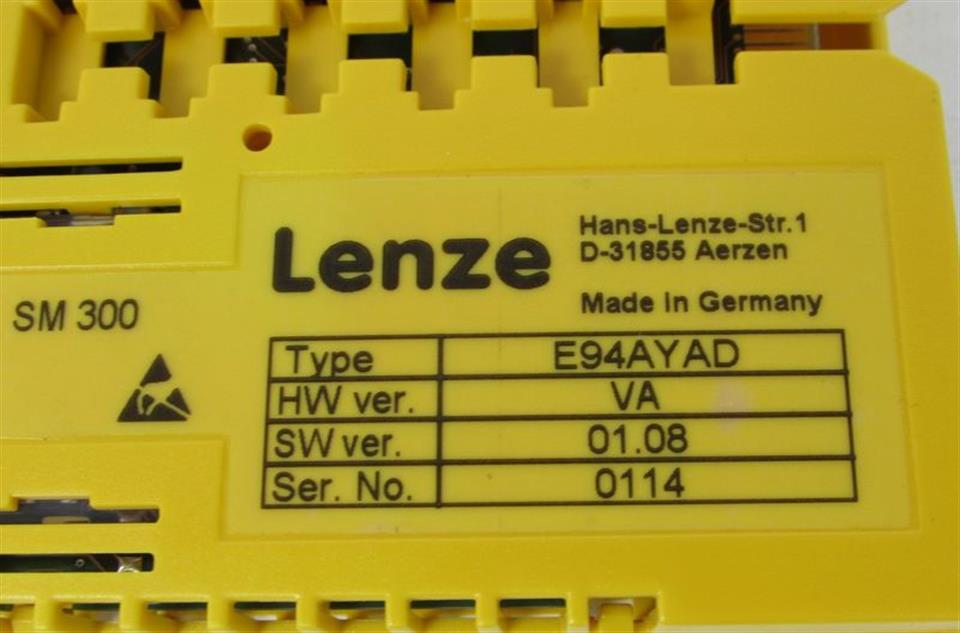 Lenze
Hans-Lenze-Str.1
D-31855 Aerzen
Made in Germany
SM 300
Type E94AYAD
HW ver. VA
SW ver. 01.08
Ser. No. 0114